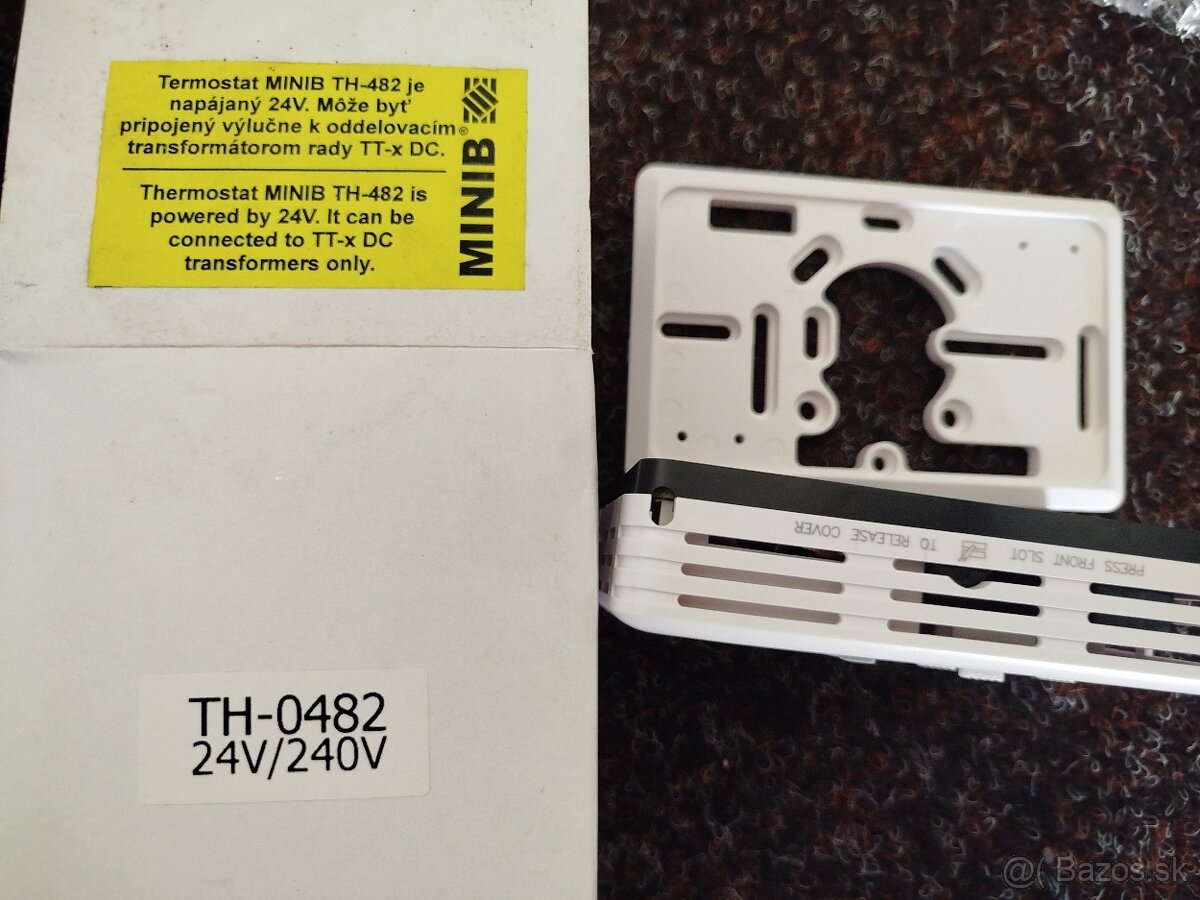 Termostat MINIB TH-482 je
napájaný 24V. Môže byť
pripojený výlučne k oddelovacím
transformátorom rady TT-x DC.
Thermostat MINIB TH-482 is
powered by 24V. It can be
connected to TT-x DC
transformers only.
MINIB®
PRESS FRONT SLOT TO RELEASE COVER
TH-0482
24V/240V
@( Bazos.sk